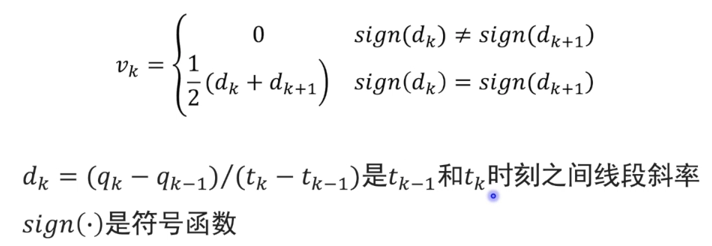 v_k = { 0    sign(d_k) ≠ sign(d_{k+1})
1/2 (d_k + d_{k+1})    sign(d_k) = sign(d_{k+1})
d_k = (q_k − q_{k−1})/(t_k − t_{k−1})是t_{k−1}和t_k时刻之间线段斜率
sign(·)是符号函数